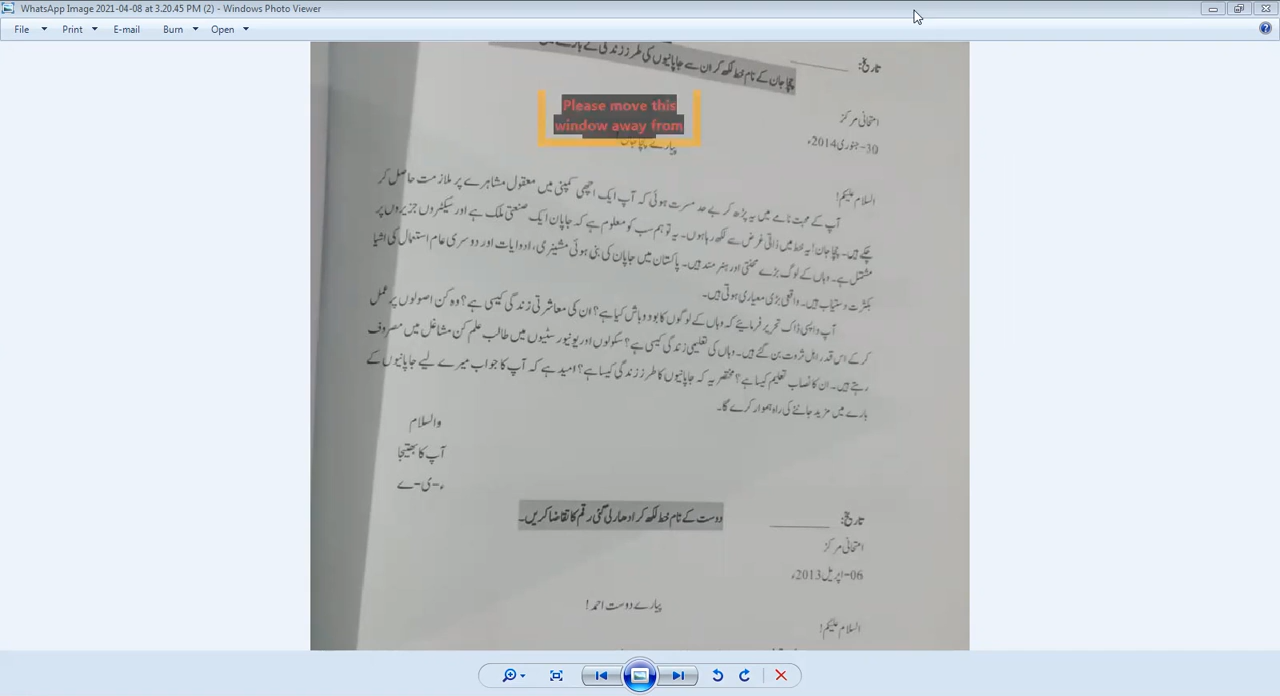 WhatsApp Image 2021-04-08 at 3.20.45 PM (2) - Windows Photo Viewer
File Print E-mail Burn Open
تاریخ: ________
چچا جان کے نام خط لکھ کر ان سے جاپانیوں کی طرز زندگی کے بارے میں
Please move this
window away from
امتحانی مرکز
30-جنوری2014ء
پیارے چچا جان!
السلام علیکم!
آپ کے محبت نامے میں یہ پڑھ کر بے حد مسرت ہوئی کہ آپ ایک اچھی کمپنی میں معقول مشاہرے پر ملازمت حاصل کر
چکے ہیں۔ چچا جان! یہ خط میں ذاتی غرض سے لکھ رہا ہوں۔ یہ تو ہم سب کو معلوم ہے کہ جاپان ایک صنعتی ملک ہے اور سیکڑوں جزیروں پر
مشتمل ہے۔ وہاں کے لوگ بڑے محنتی اور ہنر مند ہیں۔ پاکستان میں جاپان کی بنی ہوئی مشینری، ادویات اور دوسری عام استعمال کی اشیا
بکثرت دستیاب ہیں۔ واقعی بڑی معیاری ہوتی ہیں۔
آپ واپسی ڈاک تحریر فرمایئے کہ وہاں کے لوگوں کا بود و باش کیا ہے؟ ان کی معاشرتی زندگی کیسی ہے؟ وہ کن اصولوں پر عمل
کر کے اس قدر اہل ثروت بن گئے ہیں۔ وہاں کی تعلیمی زندگی کیسی ہے؟ سکولوں اور یونیورسٹیوں میں طالب علم کن مشاغل میں مصروف
رہتے ہیں۔ ان کا نصاب تعلیم کیسا ہے؟ مختصر یہ کہ جاپانیوں کا طرز زندگی کیسا ہے؟ امید ہے کہ آپ کا جواب میرے لیے جاپانیوں کے
بارے میں مزید جاننے کی راہ ہموار کرے گا۔
والسلام
آپ کا بھتیجا
ء-ی-ے
تاریخ: ________
دوست کے نام خط لکھ کر ادھار لی گئی رقم کا تقاضا کریں۔
امتحانی مرکز
06-اپریل2013ء
پیارے دوست احمد!
السلام علیکم!